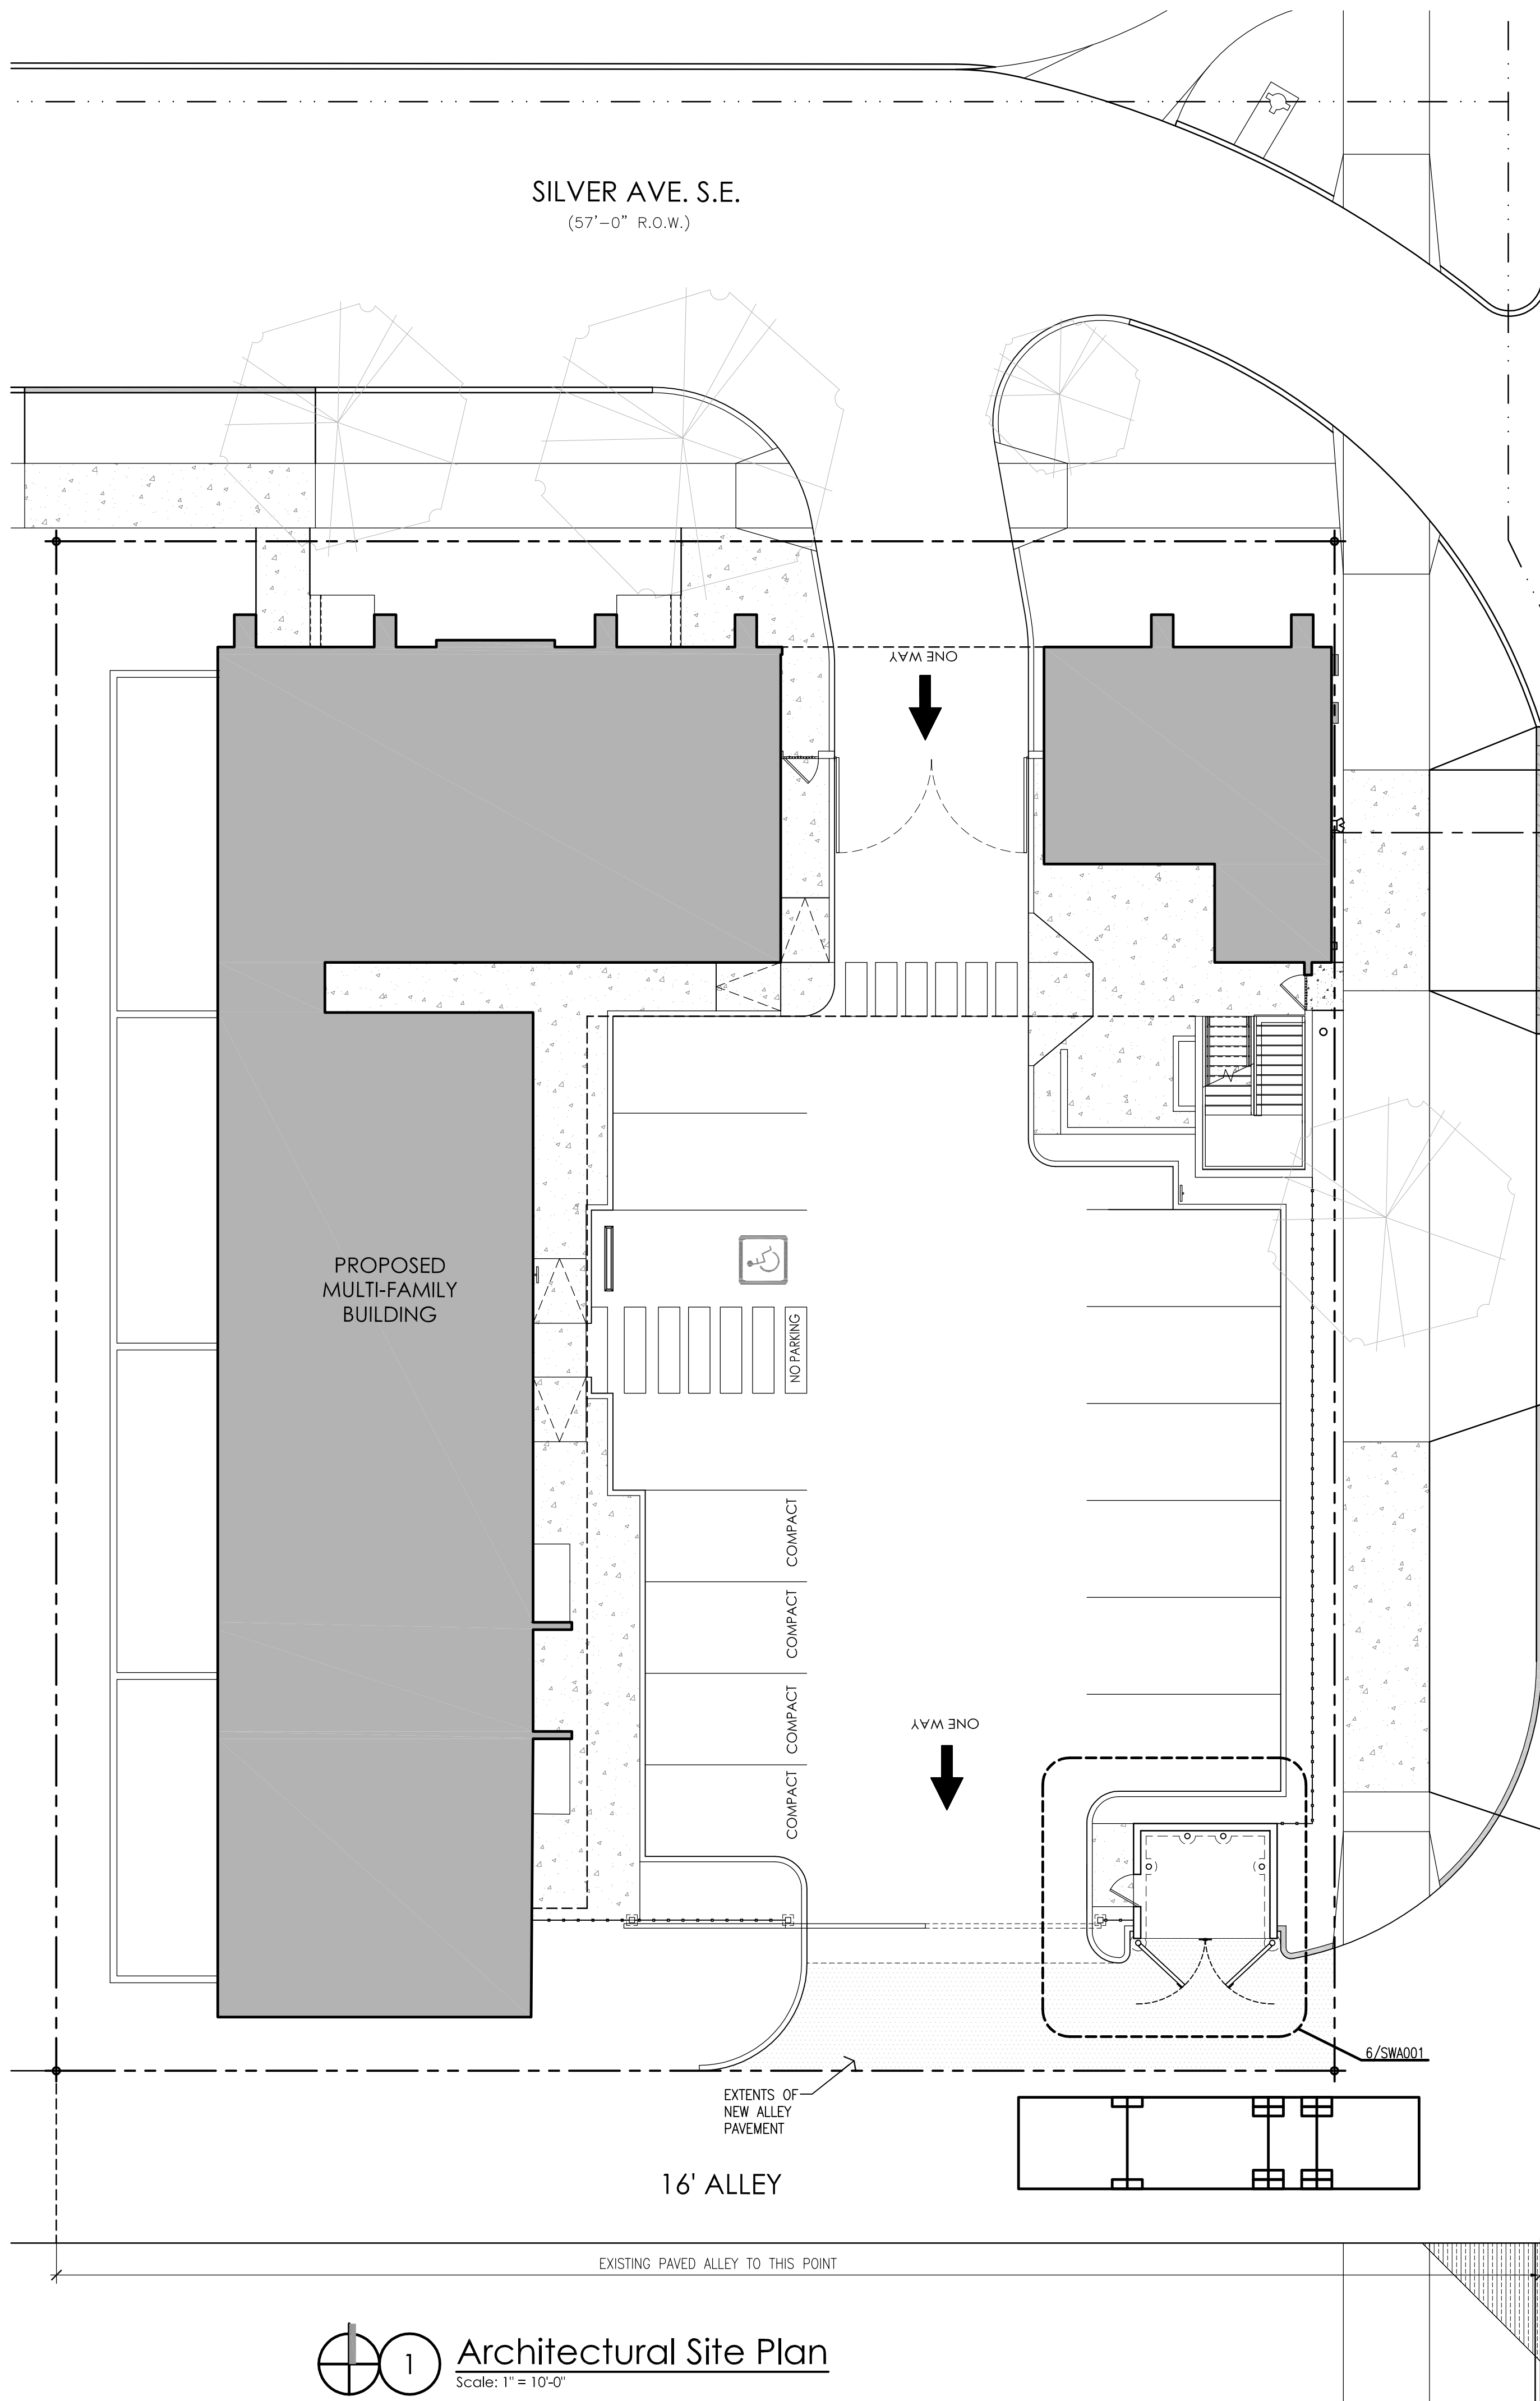 SILVER AVE. S.E.
(57'-0" R.O.W.)
ONE WAY
PROPOSED
MULTI-FAMILY
BUILDING
NO PARKING
COMPACT
COMPACT
COMPACT
COMPACT
ONE WAY
6/SWA001
EXTENTS OF
NEW ALLEY
PAVEMENT
16' ALLEY
EXISTING PAVED ALLEY TO THIS POINT
1
Architectural Site Plan
Scale: 1" = 10'-0"